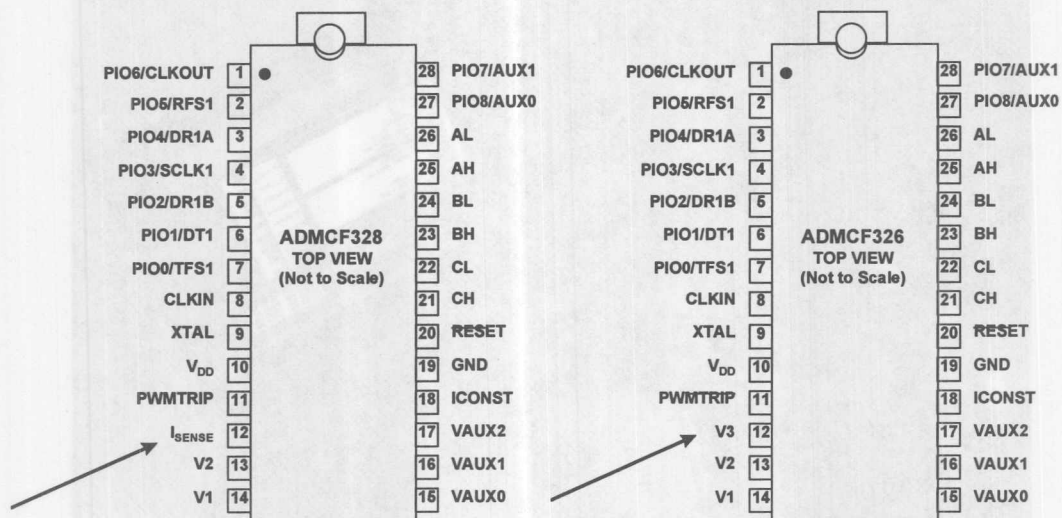 PIO6/CLKOUT 1 28 PIO7/AUX1
PIO5/RFS1 2 27 PIO8/AUX0
PIO4/DR1A 3 26 AL
PIO3/SCLK1 4 25 AH
PIO2/DR1B 5 24 BL
PIO1/DT1 6 23 BH
PIO0/TFS1 7 22 CL
CLKIN 8 21 CH
XTAL 9 20 RESET
VDD 10 19 GND
PWMTRIP 11 18 ICONST
ISENSE 12 17 VAUX2
V2 13 16 VAUX1
V1 14 15 VAUX0
ADMCF328
TOP VIEW
(Not to Scale)
PIO6/CLKOUT 1 28 PIO7/AUX1
PIO5/RFS1 2 27 PIO8/AUX0
PIO4/DR1A 3 26 AL
PIO3/SCLK1 4 25 AH
PIO2/DR1B 5 24 BL
PIO1/DT1 6 23 BH
PIO0/TFS1 7 22 CL
CLKIN 8 21 CH
XTAL 9 20 RESET
VDD 10 19 GND
PWMTRIP 11 18 ICONST
V3 12 17 VAUX2
V2 13 16 VAUX1
V1 14 15 VAUX0
ADMCF326
TOP VIEW
(Not to Scale)